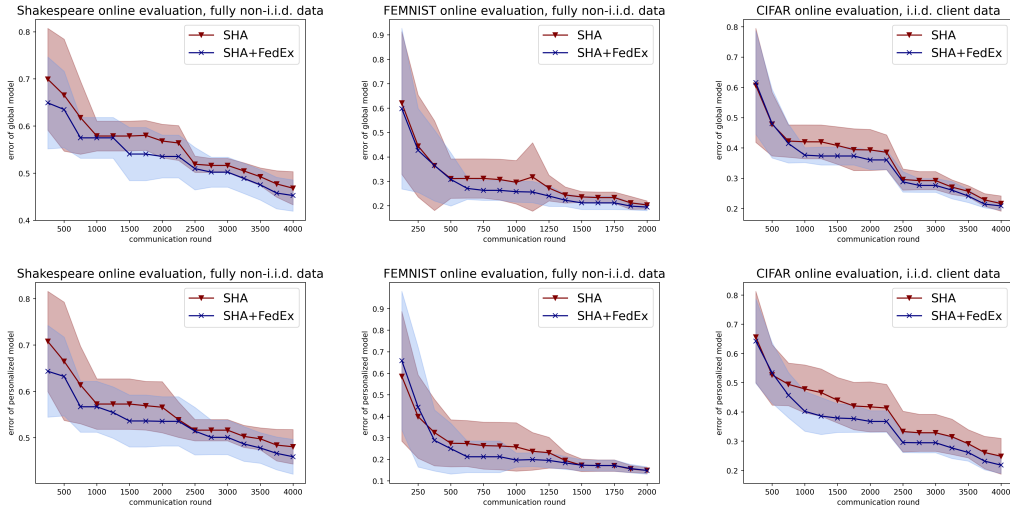 Shakespeare online evaluation, fully non-i.i.d. data
error of global model
0.8
0.7
0.6
0.5
0.4
SHA
SHA+FedEx
500 1000 1500 2000 2500 3000 3500 4000
communication round
FEMNIST online evaluation, fully non-i.i.d. data
error of global model
0.9
0.8
0.7
0.6
0.5
0.4
0.3
0.2
SHA
SHA+FedEx
250 500 750 1000 1250 1500 1750 2000
communication round
CIFAR online evaluation, i.i.d. client data
error of global model
0.8
0.7
0.6
0.5
0.4
0.3
0.2
SHA
SHA+FedEx
500 1000 1500 2000 2500 3000 3500 4000
communication round
Shakespeare online evaluation, fully non-i.i.d. data
error of personalized model
0.8
0.7
0.6
0.5
SHA
SHA+FedEx
500 1000 1500 2000 2500 3000 3500 4000
communication round
FEMNIST online evaluation, fully non-i.i.d. data
error of personalized model
0.9
0.8
0.7
0.6
0.5
0.4
0.3
0.2
0.1
SHA
SHA+FedEx
250 500 750 1000 1250 1500 1750 2000
communication round
CIFAR online evaluation, i.i.d. client data
error of personalized model
0.8
0.7
0.6
0.5
0.4
0.3
0.2
SHA
SHA+FedEx
500 1000 1500 2000 2500 3000 3500 4000
communication round